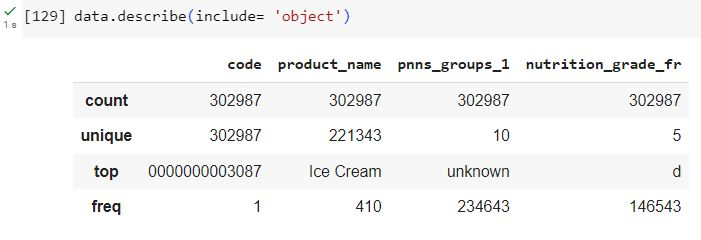 [129] data.describe(include= 'object')
1 s
code product_name pnns_groups_1 nutrition_grade_fr
count 302987 302987 302987 302987
unique 302987 221343 10 5
top 0000000003087 Ice Cream unknown d
freq 1 410 234643 146543